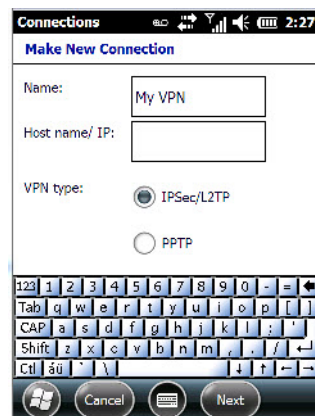 Connections 2:27
Make New Connection
Name: My VPN
Host name/ IP:
VPN type: IPSec/L2TP
PPTP
123 1 2 3 4 5 6 7 8 9 0 - =
Tab q w e r t y u i o p [ ]
CAP a s d f g h j k l ; '
Shift z x c v b n m , . /
Ctl áü ` \
Cancel Next